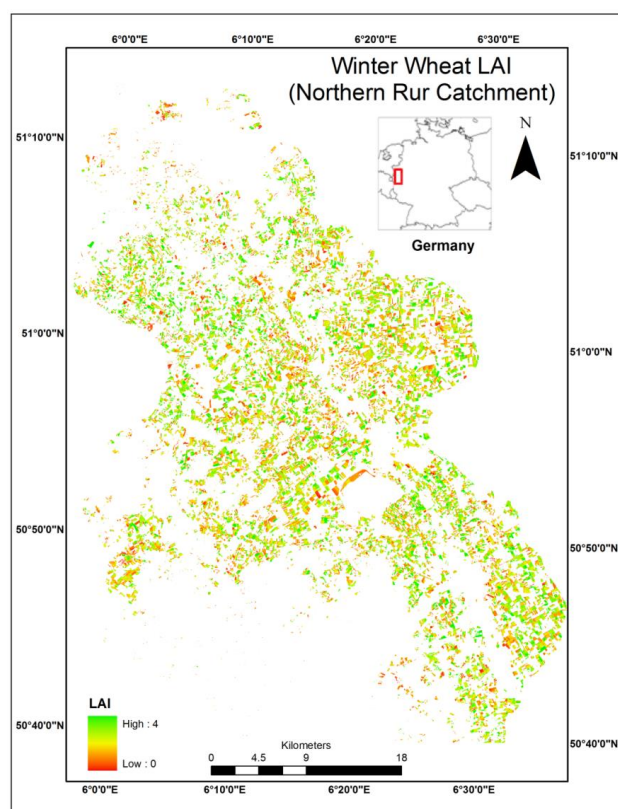 6°0'0"E 6°10'0"E 6°20'0"E 6°30'0"E
Winter Wheat LAI
(Northern Rur Catchment)
N
51°10'0"N 51°10'0"N
Germany
51°0'0"N 51°0'0"N
50°50'0"N 50°50'0"N
LAI
High : 4
Low : 0
50°40'0"N 50°40'0"N
Kilometers
0 4.5 9 18
6°0'0"E 6°10'0"E 6°20'0"E 6°30'0"E